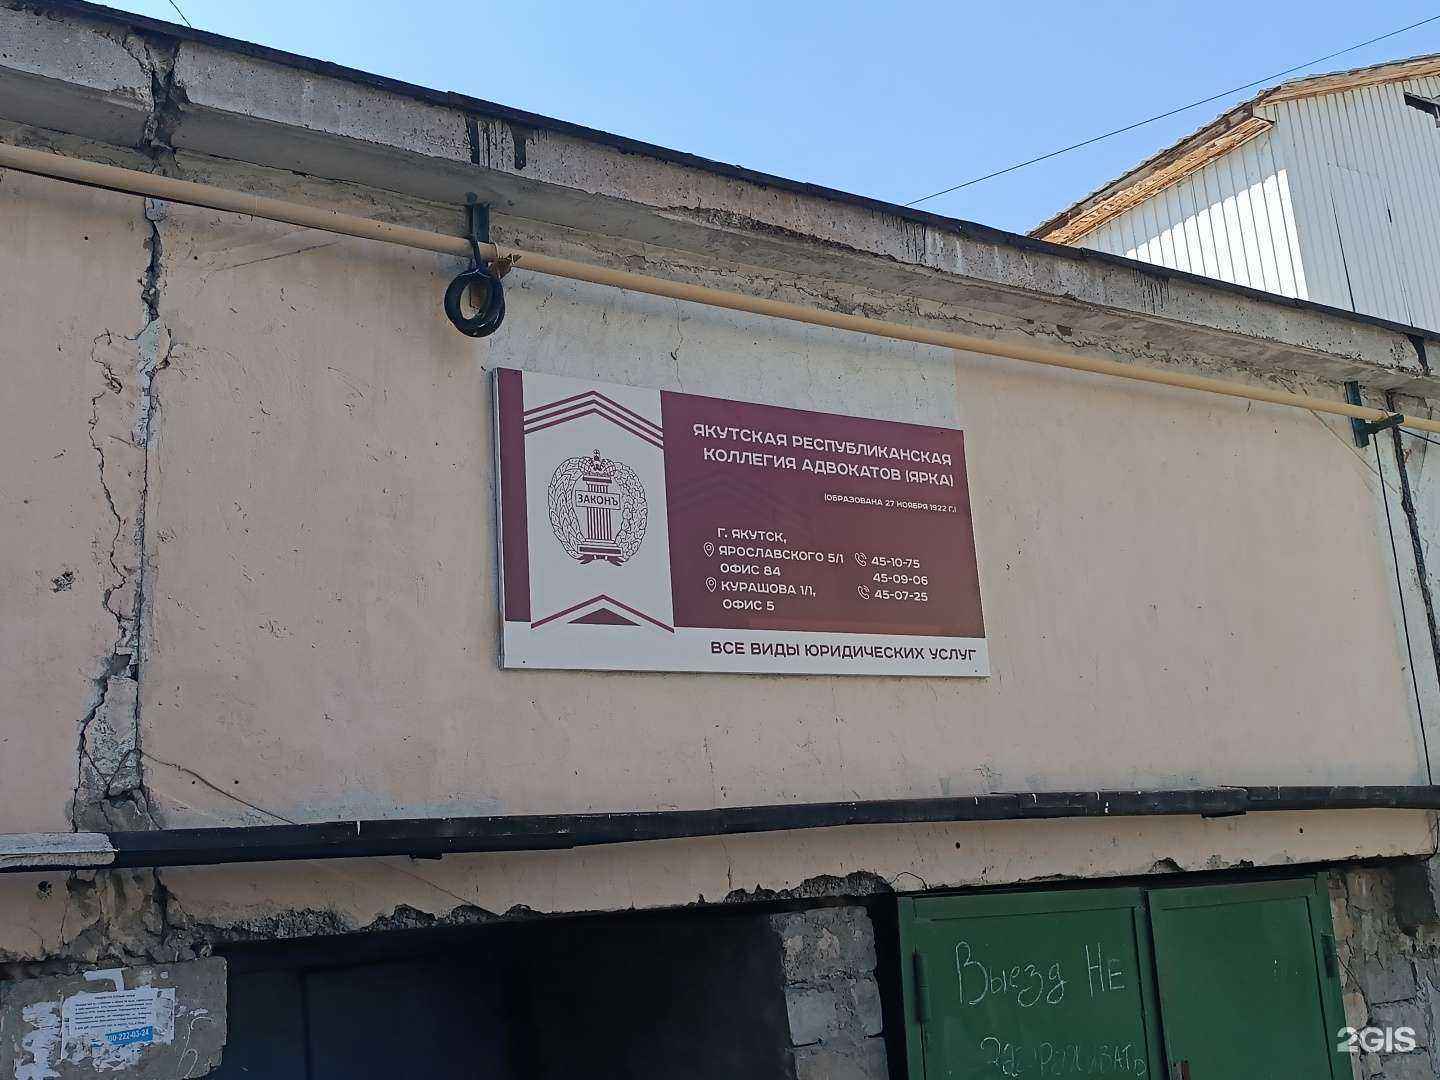 ЯКУТСКАЯ РЕСПУБЛИКАНСКАЯ
КОЛЛЕГИЯ АДВОКАТОВ (ЯРКА)
(ОБРАЗОВАНА 27 НОЯБРЯ 1922 Г.)
ЗАКОНЪ
Г. ЯКУТСК,
ЯРОСЛАВСКОГО 5/1
ОФИС 84
КУРАШОВА 1/1,
ОФИС 5
45-10-75
45-09-06
45-07-25
ВСЕ ВИДЫ ЮРИДИЧЕСКИХ УСЛУГ
Выезд Не
Загораживать
2GIS